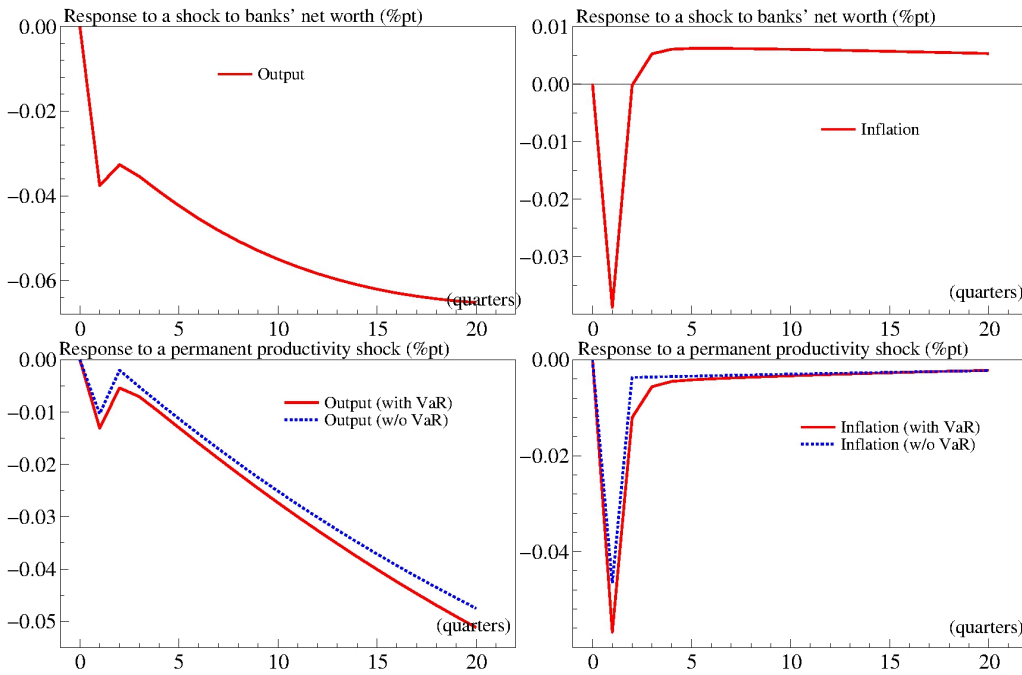 Response to a shock to banks' net worth (%pt)
0.00
−0.02
−0.04
−0.06
Output
(quarters)
0 5 10 15 20
Response to a shock to banks' net worth (%pt)
0.01
0.00
−0.01
−0.02
−0.03
Inflation
(quarters)
0 5 10 15 20
Response to a permanent productivity shock (%pt)
0.00
−0.01
−0.02
−0.03
−0.04
−0.05
Output (with VaR)
Output (w/o VaR)
(quarters)
0 5 10 15 20
Response to a permanent productivity shock (%pt)
0.00
−0.02
−0.04
Inflation (with VaR)
Inflation (w/o VaR)
(quarters)
0 5 10 15 20